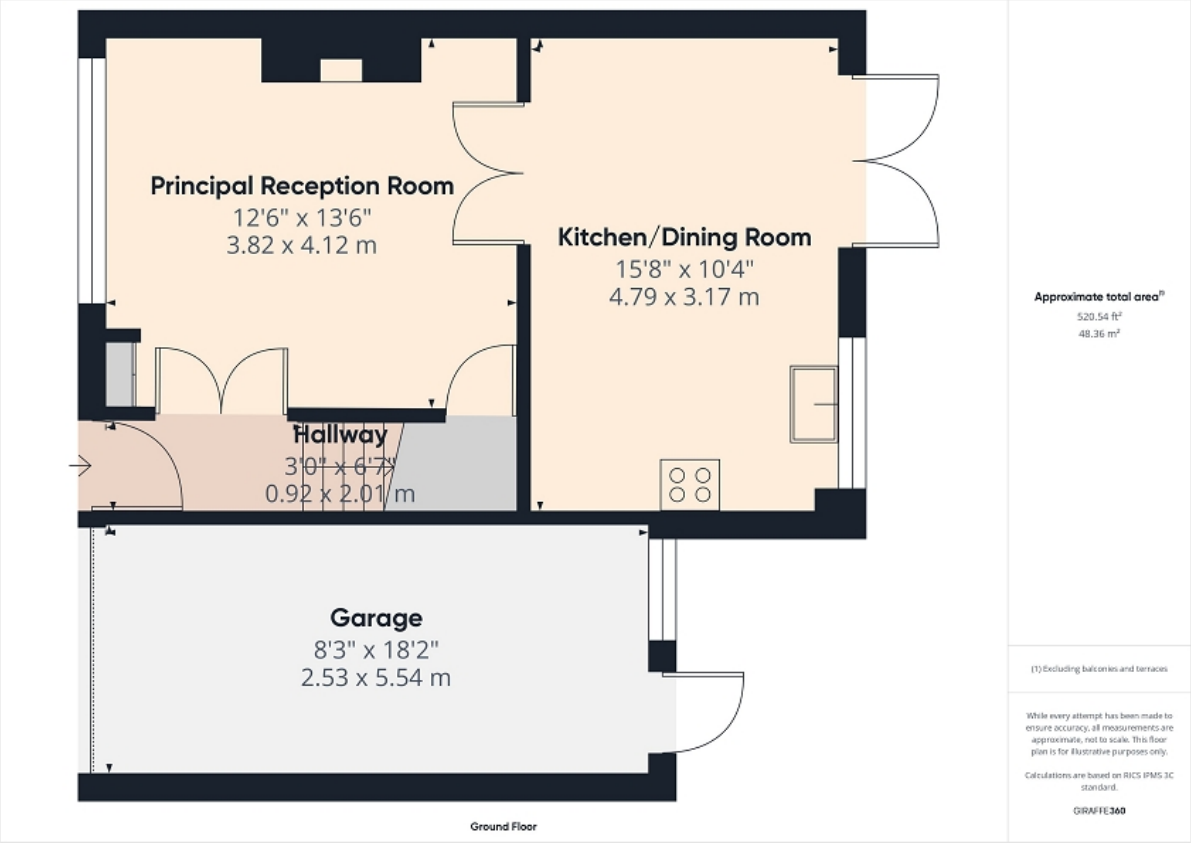 Principal Reception Room
12'6" x 13'6"
3.82 x 4.12 m
Kitchen/Dining Room
15'8" x 10'4"
4.79 x 3.17 m
Hallway
3'0" x 6'7"
0.92 x 2.01 m
Garage
8'3" x 18'2"
2.53 x 5.54 m
Ground Floor
Approximate total area⁽¹⁾
520.54 ft²
48.36 m²
(1) Excluding balconies and terraces
While every attempt has been made to
ensure accuracy, all measurements are
approximate, not to scale. This floor
plan is for illustrative purposes only.
Calculations are based on RICS IPMS 3C
standard.
GIRAFFE360